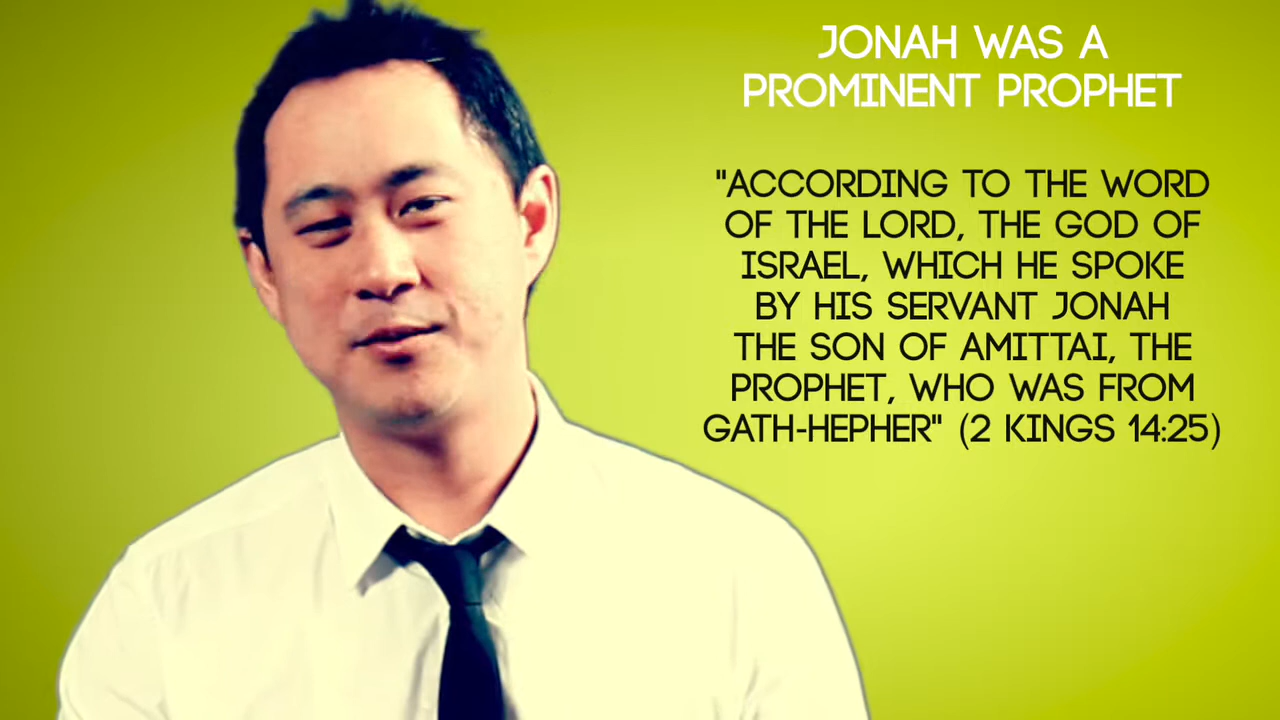 JONAH WAS A
PROMINENT PROPHET
"ACCORDING TO THE WORD
OF THE LORD, THE GOD OF
ISRAEL, WHICH HE SPOKE
BY HIS SERVANT JONAH
THE SON OF AMITTAI, THE
PROPHET, WHO WAS FROM
GATH-HEPHER" (2 KINGS 14:25)